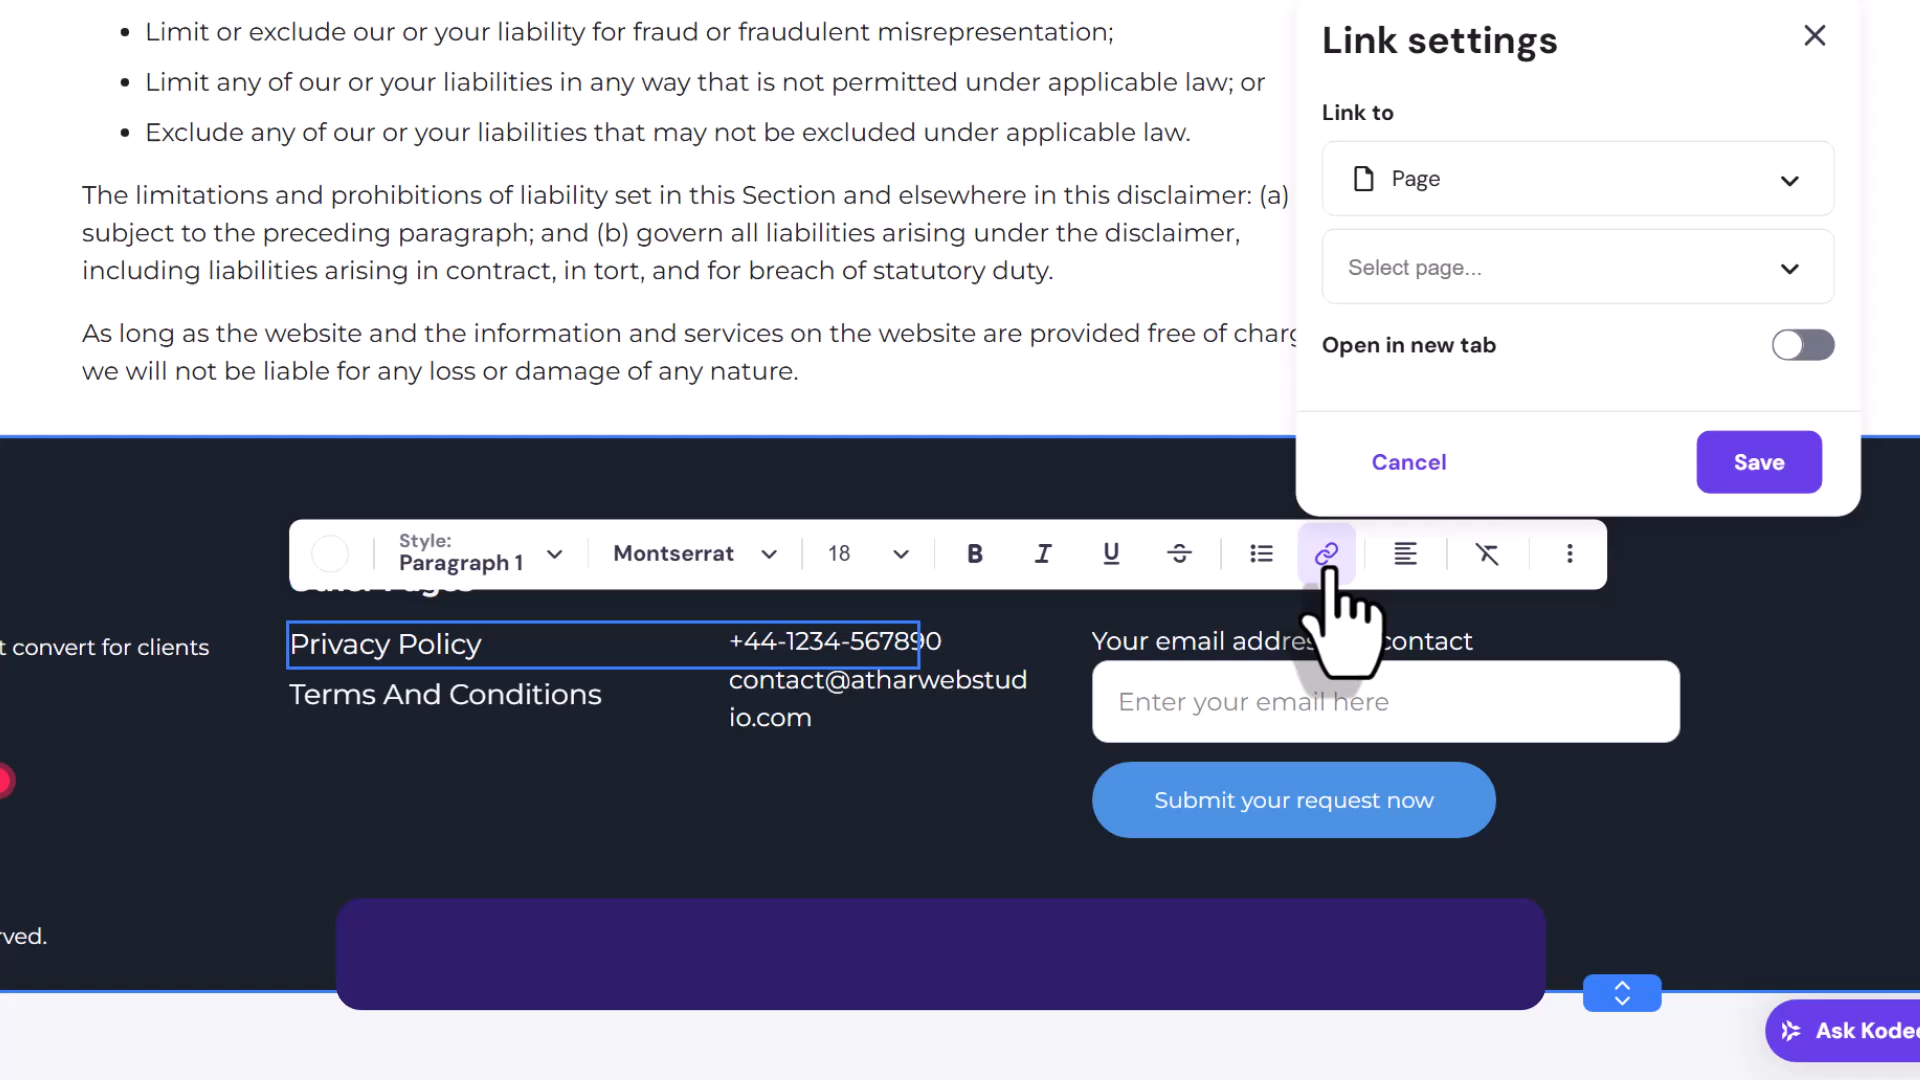 Limit or exclude our or your liability for fraud or fraudulent misrepresentation;
Limit any of our or your liabilities in any way that is not permitted under applicable law; or
Exclude any of our or your liabilities that may not be excluded under applicable law.
The limitations and prohibitions of liability set in this Section and elsewhere in this disclaimer: (a)
subject to the preceding paragraph; and (b) govern all liabilities arising under the disclaimer,
including liabilities arising in contract, in tort, and for breach of statutory duty.
As long as the website and the information and services on the website are provided free of charg
we will not be liable for any loss or damage of any nature.
Link settings
Link to
Page
Select page...
Open in new tab
Cancel
Save
Style:
Paragraph 1
Montserrat
18
B I U S
Other Pages
t convert for clients
Privacy Policy
Terms And Conditions
+44-1234-567890
contact@atharwebstud
io.com
Your email address contact
Enter your email here
Submit your request now
rved.
Ask Kodee